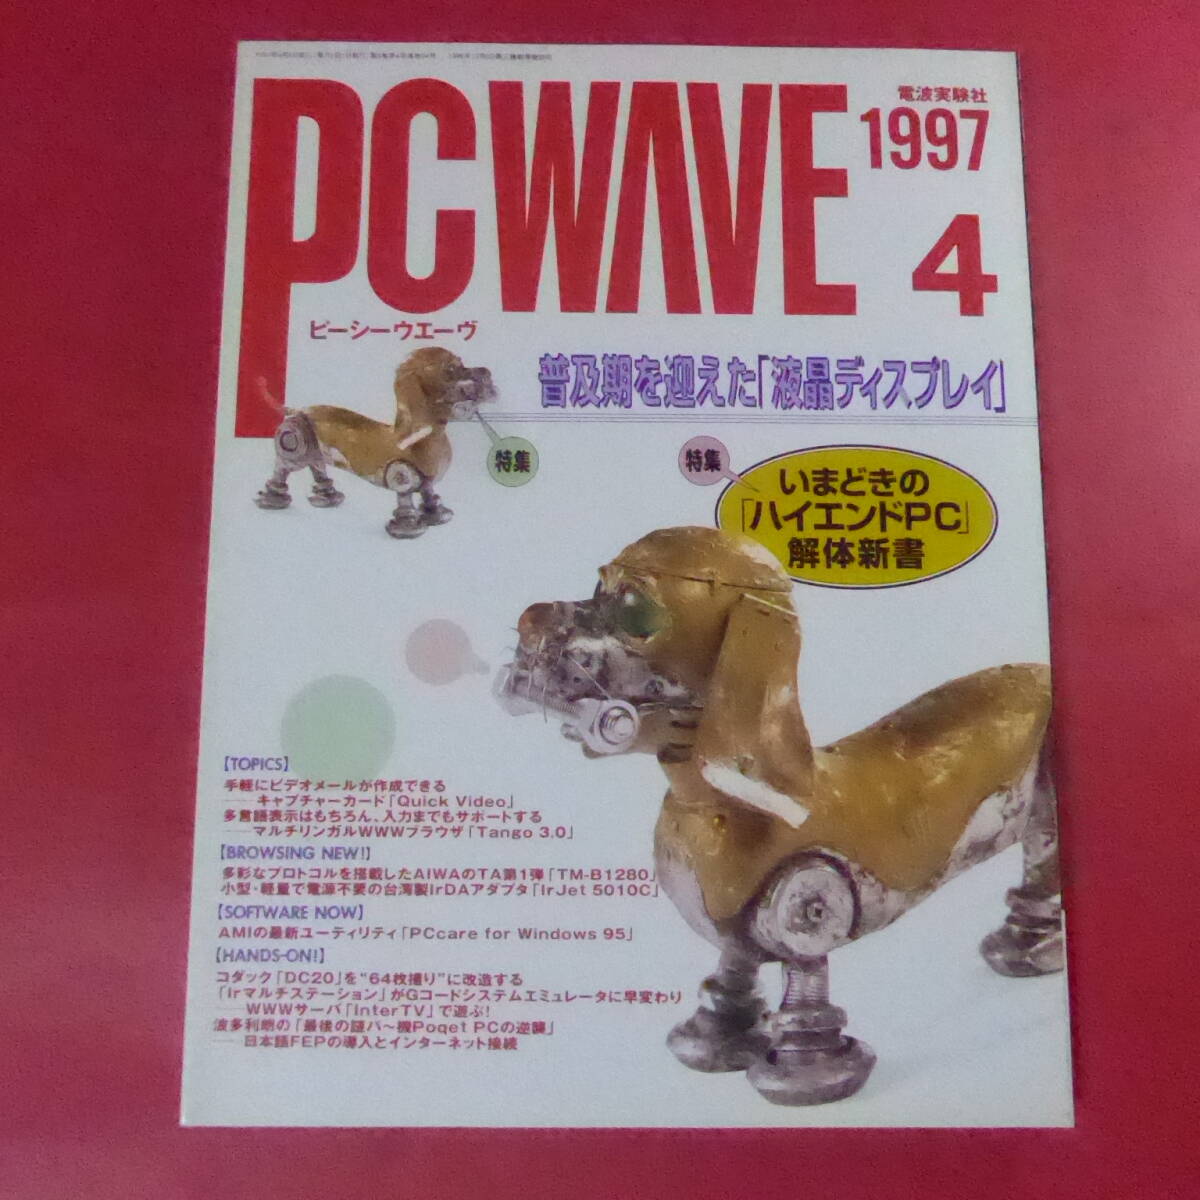 PCWAVE
電波実験社
1997
4
ピーシーウエーヴ
普及期を迎えた「液晶ディスプレイ」
特集
特集
いまどきの
「ハイエンドPC」
解体新書
【TOPICS】
手軽にビデオメールが作成できる
——キャプチャーカード「Quick Video」
多言語表示はもちろん、入力までもサポートする
——マルチリンガルWWWブラウザ「Tango 3.0」
【BROWSING NEW!】
多彩なプロトコルを搭載したAIWAのTA第1弾「TM-B1280」
小型・軽量で電源不要の台湾製IrDAアダプタ「IrJet 5010C」
【SOFTWARE NOW】
AMIの最新ユーティリティ「PCcare for Windows 95」
【HANDS-ON!】
コダック「DC20」を“64枚撮り”に改造する
「Irマルチステーション」がGコードシステムエミュレータに早変わり
——WWWサーバ「InterTV」で遊ぶ!
波多利朗の「最後の謎パ〜機Poqet PCの逆襲」
——日本語FEPの導入とインターネット接続